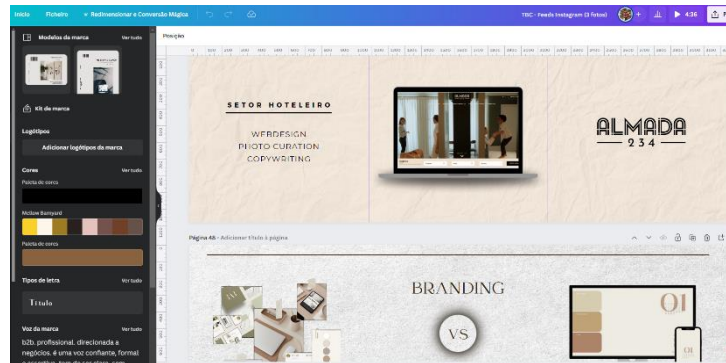 Início Ficheiro Redimensionar e Conversão Mágica TBC - Feeds Instagram (3 fotos) + 4:36
Modelos da marca Ver tudo
Posição
Kit de marca
Logótipos
Adicionar logótipos da marca
Cores Ver tudo
Paleta de cores
Mellow Barnyard
Paleta de cores
Tipos de letra Ver tudo
Título
Voz da marca Ver tudo
b2b, profissional, direcionada a
negócios. é uma voz confiante, formal
SETOR HOTELEIRO
WEBDESIGN
PHOTO CURATION
COPYWRITING
ALMADA
ALMADA
234
Página 48 - Adicionar título à página
BRANDING
VS
01
01